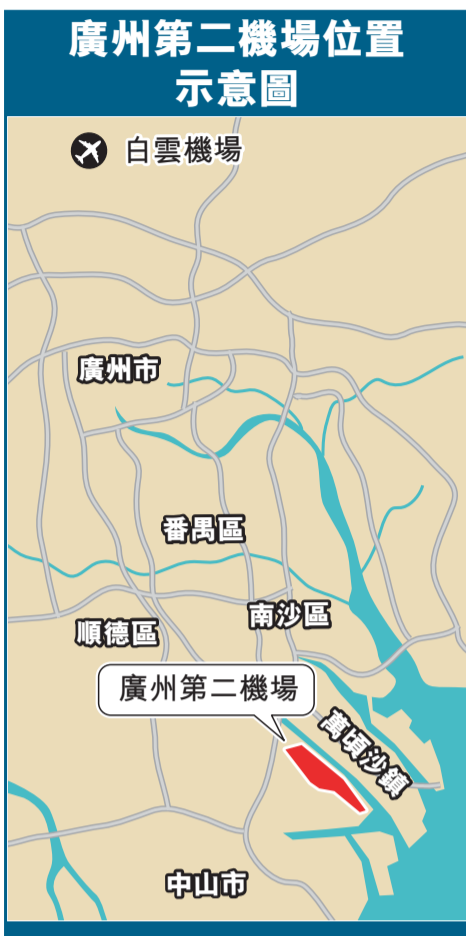 廣州第二機場位置
示意圖
白雲機場
廣州市
番禺區
南沙區
順德區
廣州第二機場
萬頃沙鎮
中山市